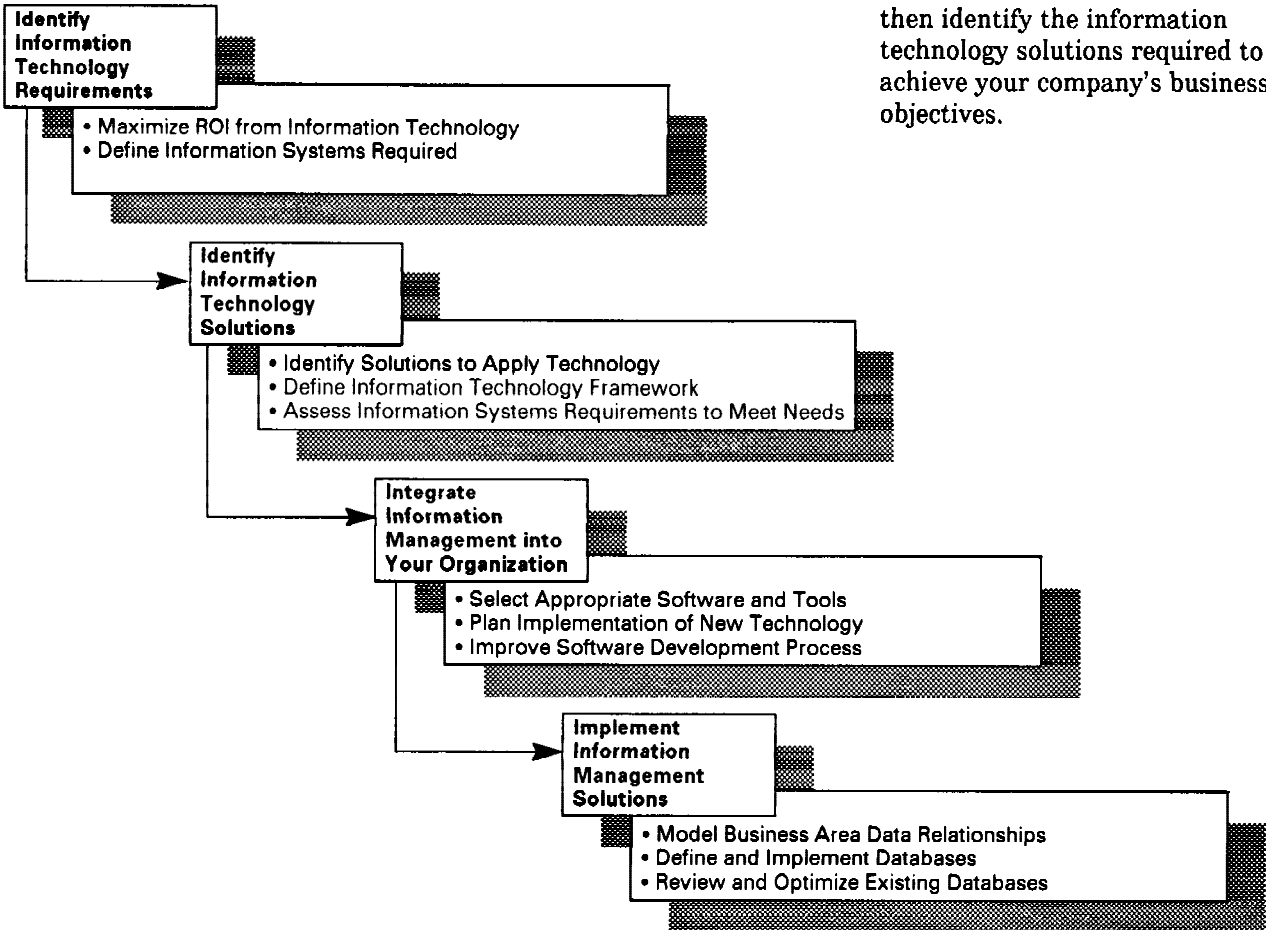 Identify
Information
Technology
Requirements
• Maximize ROI from Information Technology
• Define Information Systems Required
then identify the information
technology solutions required to
achieve your company's business
objectives.
Identify
Information
Technology
Solutions
• Identify Solutions to Apply Technology
• Define Information Technology Framework
• Assess Information Systems Requirements to Meet Needs
Integrate
Information
Management into
Your Organization
• Select Appropriate Software and Tools
• Plan Implementation of New Technology
• Improve Software Development Process
Implement
Information
Management
Solutions
• Model Business Area Data Relationships
• Define and Implement Databases
• Review and Optimize Existing Databases